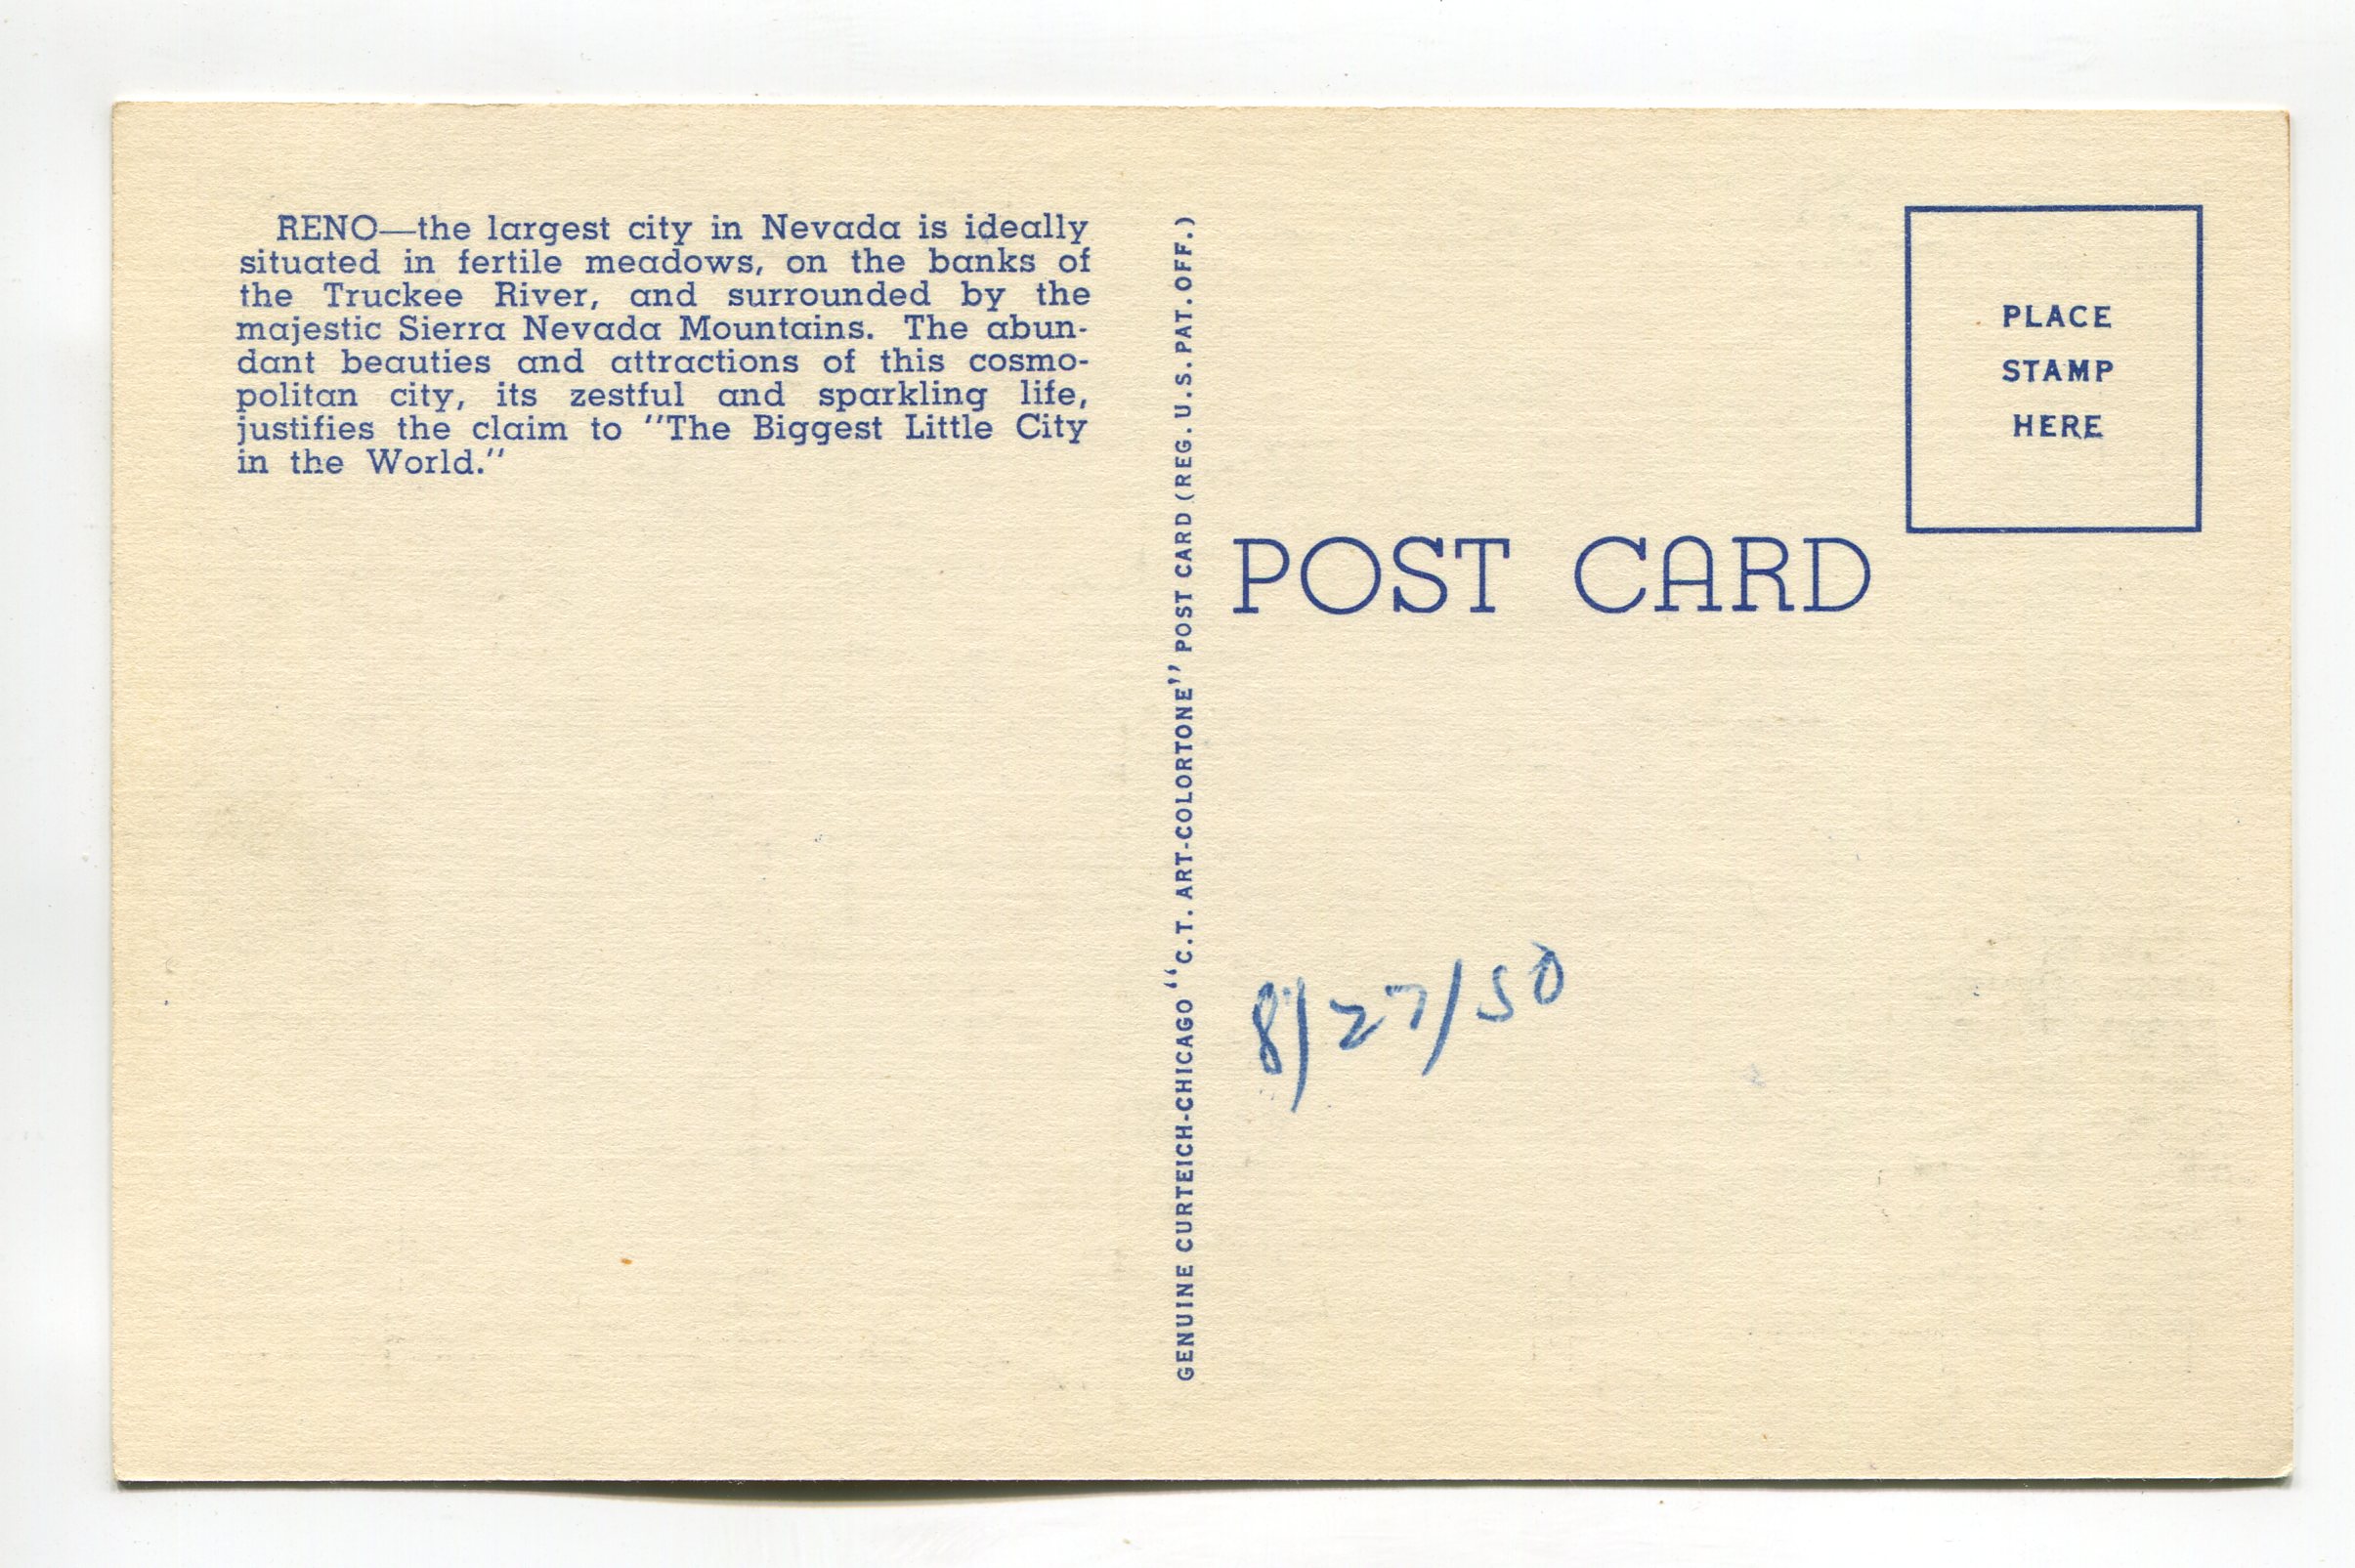 RENO—the largest city in Nevada is ideally
situated in fertile meadows, on the banks of
the Truckee River, and surrounded by the
majestic Sierra Nevada Mountains. The abun-
dant beauties and attractions of this cosmo-
politan city, its zestful and sparkling life,
justifies the claim to "The Biggest Little City
in the World."
GENUINE CURTEICH-CHICAGO "C.T. ART-COLORTONE" POST CARD (REG. U.S. PAT. OFF.)
PLACE
STAMP
HERE
POST CARD
8/27/50